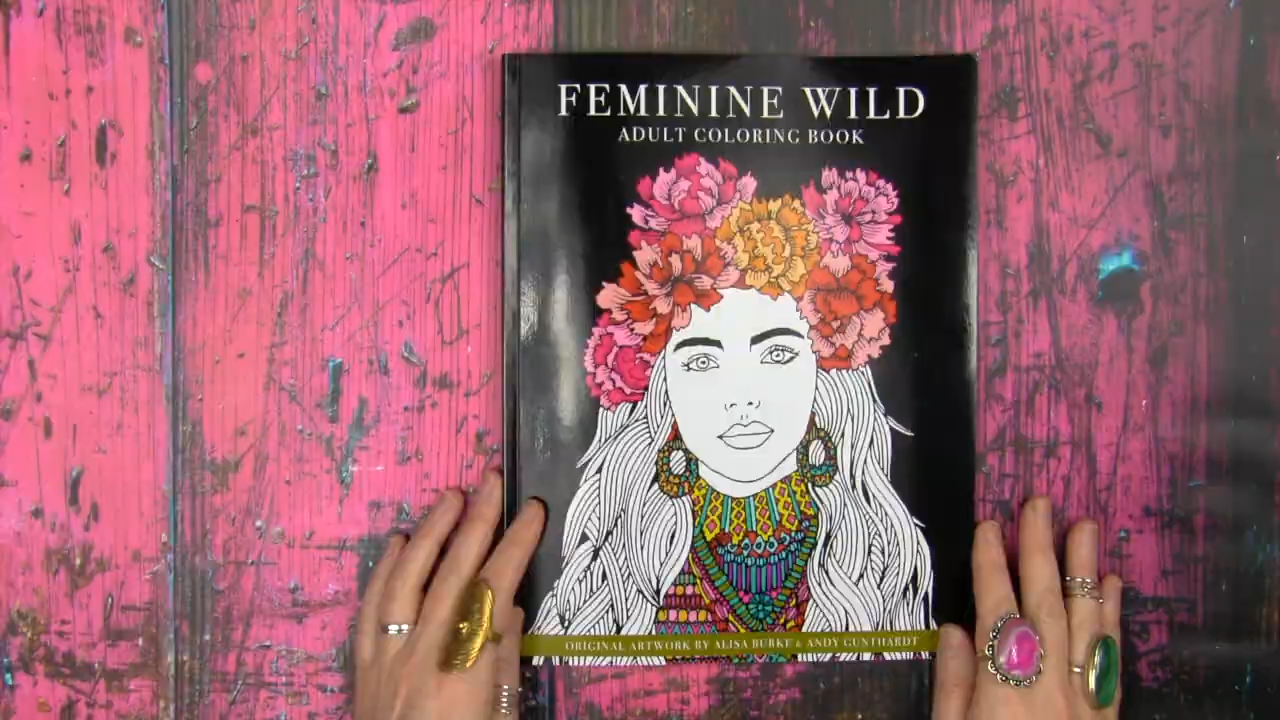 FEMININE WILD
ADULT COLORING BOOK
ORIGINAL ARTWORK BY ALISA BURKE & ANDY GUNTHARDT